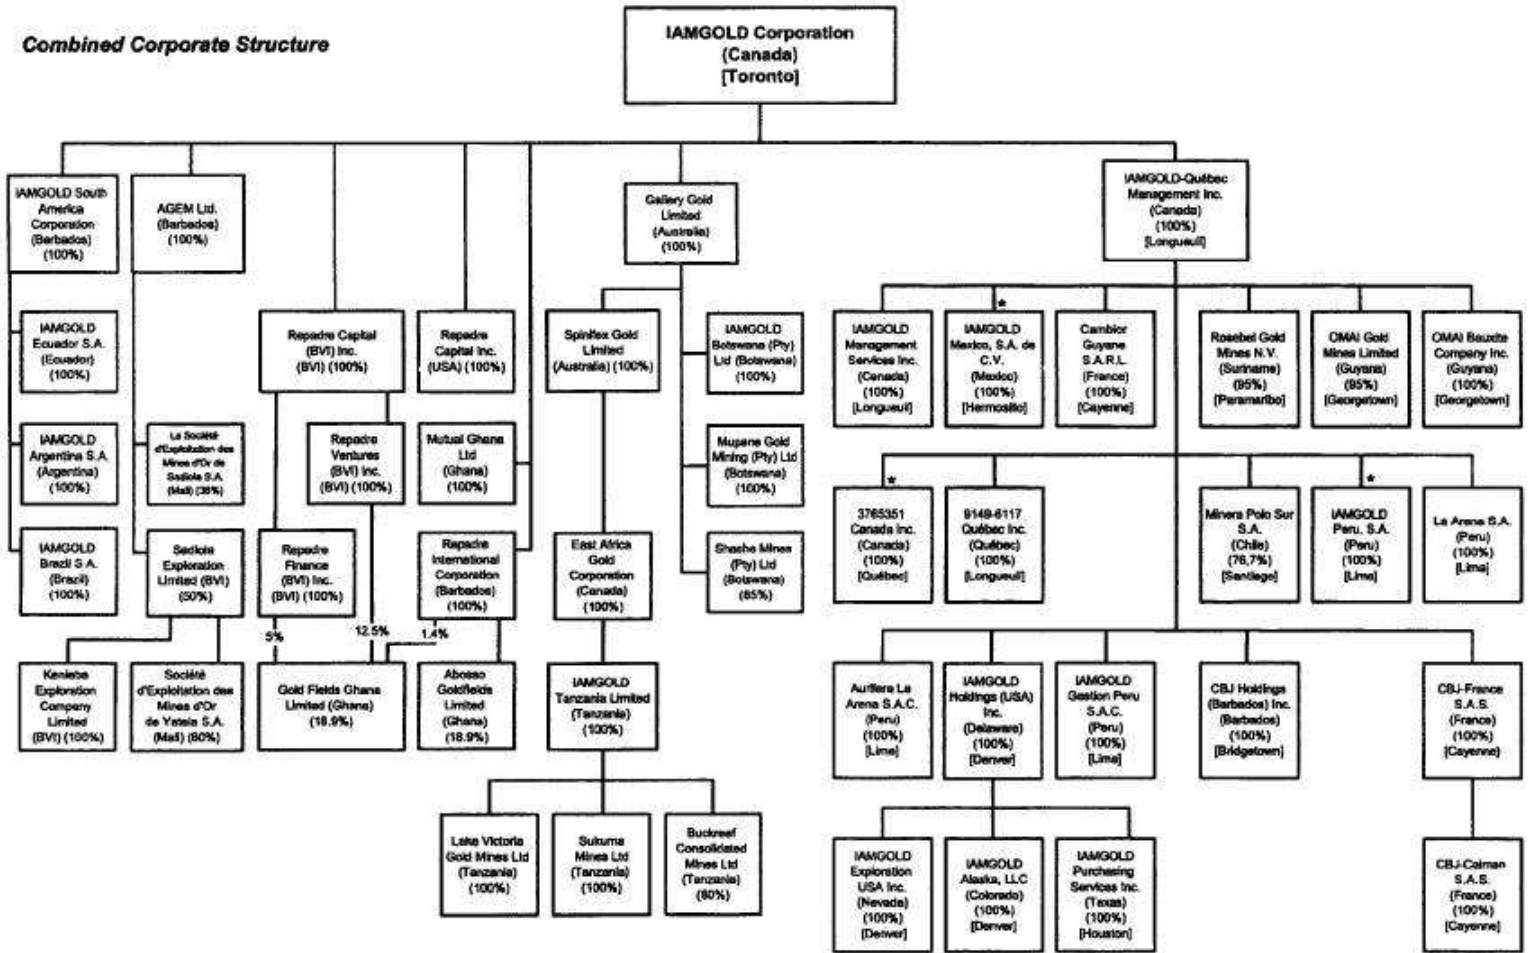 Combined Corporate Structure
IAMGOLD Corporation
(Canada)
[Toronto]
IAMGOLD South
America
Corporation
(Barbados)
(100%)
AGEM Ltd.
(Barbados)
(100%)
Gallery Gold
Limited
(Australia)
(100%)
IAMGOLD-Québec
Management Inc.
(Canada)
(100%)
[Longueuil]
IAMGOLD
Ecuador S.A.
(Ecuador)
(100%)
Repadre Capital
(BVI) Inc.
(BVI) (100%)
Repadre
Capital Inc.
(USA) (100%)
Spinifex Gold
Limited
(Australia) (100%)
IAMGOLD
Botswana (Pty)
Ltd (Botswana)
(100%)
IAMGOLD
Management
Services Inc.
(Canada)
(100%)
[Longueuil]
*
IAMGOLD
Mexico, S.A. de
C.V.
(Mexico)
(100%)
[Hermosillo]
Cambior
Guyane
S.A.R.L.
(France)
(100%)
[Cayenne]
Rosebel Gold
Mines N.V.
(Suriname)
(95%)
[Paramaribo]
OMAI Gold
Mines Limited
(Guyana)
(95%)
[Georgetown]
OMAI Bauxite
Company Inc.
(Guyana)
(100%)
[Georgetown]
IAMGOLD
Argentina S.A.
(Argentina)
(100%)
La Société
d'Exploitation des
Mines d'Or de
Sadiola S.A.
(Mali) (38%)
Repadre
Ventures
(BVI) Inc.
(BVI) (100%)
Mutual Ghana
Ltd
(Ghana)
(100%)
Mupane Gold
Mining (Pty) Ltd
(Botswana)
(100%)
*
3765351
Canada Inc.
(Canada)
(100%)
[Québec]
9149-6117
Québec Inc.
(Québec)
(100%)
[Longueuil]
Minera Polo Sur
S.A.
(Chile)
(76,7%)
[Santiago]
*
IAMGOLD
Peru, S.A.
(Peru)
(100%)
[Lima]
La Arena S.A.
(Peru)
(100%)
[Lima]
IAMGOLD
Brazil S.A.
(Brazil)
(100%)
Sadiola
Exploration
Limited (BVI)
(50%)
Repadre
Finance
(BVI) Inc.
(BVI) (100%)
Repadre
International
Corporation
(Barbados)
(100%)
East Africa
Gold
Corporation
(Canada)
(100%)
Shashe Mines
(Pty) Ltd
(Botswana)
(85%)
5%
12.5%
1.4%
Kenieba
Exploration
Company
Limited
(BVI) (100%)
Société
d'Exploitation des
Mines d'Or
de Yatela S.A.
(Mali) (80%)
Gold Fields Ghana
Limited (Ghana)
(18.9%)
Abosso
Goldfields
Limited
(Ghana)
(18.9%)
IAMGOLD
Tanzania Limited
(Tanzania)
(100%)
Aurifera La
Arena S.A.C.
(Peru)
(100%)
[Lima]
IAMGOLD
Holdings (USA)
Inc.
(Delaware)
(100%)
[Denver]
IAMGOLD
Gestion Peru
S.A.C.
(Peru)
(100%)
[Lima]
CBJ Holdings
(Barbados) Inc.
(Barbados)
(100%)
[Bridgetown]
CBJ-France
S.A.S.
(France)
(100%)
[Cayenne]
Lake Victoria
Gold Mines Ltd
(Tanzania)
(100%)
Sukuma
Mines Ltd
(Tanzania)
(100%)
Buckreef
Consolidated
Mines Ltd
(Tanzania)
(80%)
IAMGOLD
Exploration
USA Inc.
(Nevada)
(100%)
[Denver]
IAMGOLD
Alaska, LLC
(Colorado)
(100%)
[Denver]
IAMGOLD
Purchasing
Services Inc.
(Texas)
(100%)
[Houston]
CBJ-Caiman
S.A.S.
(France)
(100%)
[Cayenne]